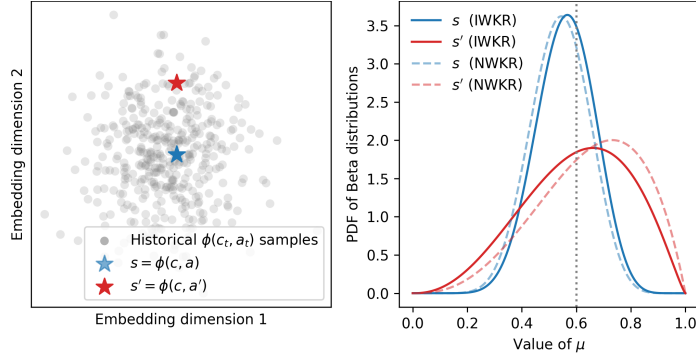 Embedding dimension 2
Historical ϕ(cₜ, aₜ) samples
s = ϕ(c, a)
s′ = ϕ(c, a′)
Embedding dimension 1
PDF of Beta distributions
3.5
3.0
2.5
2.0
1.5
1.0
0.5
0.0
s (IWKR)
s′ (IWKR)
s (NWKR)
s′ (NWKR)
0.0 0.2 0.4 0.6 0.8 1.0
Value of μ